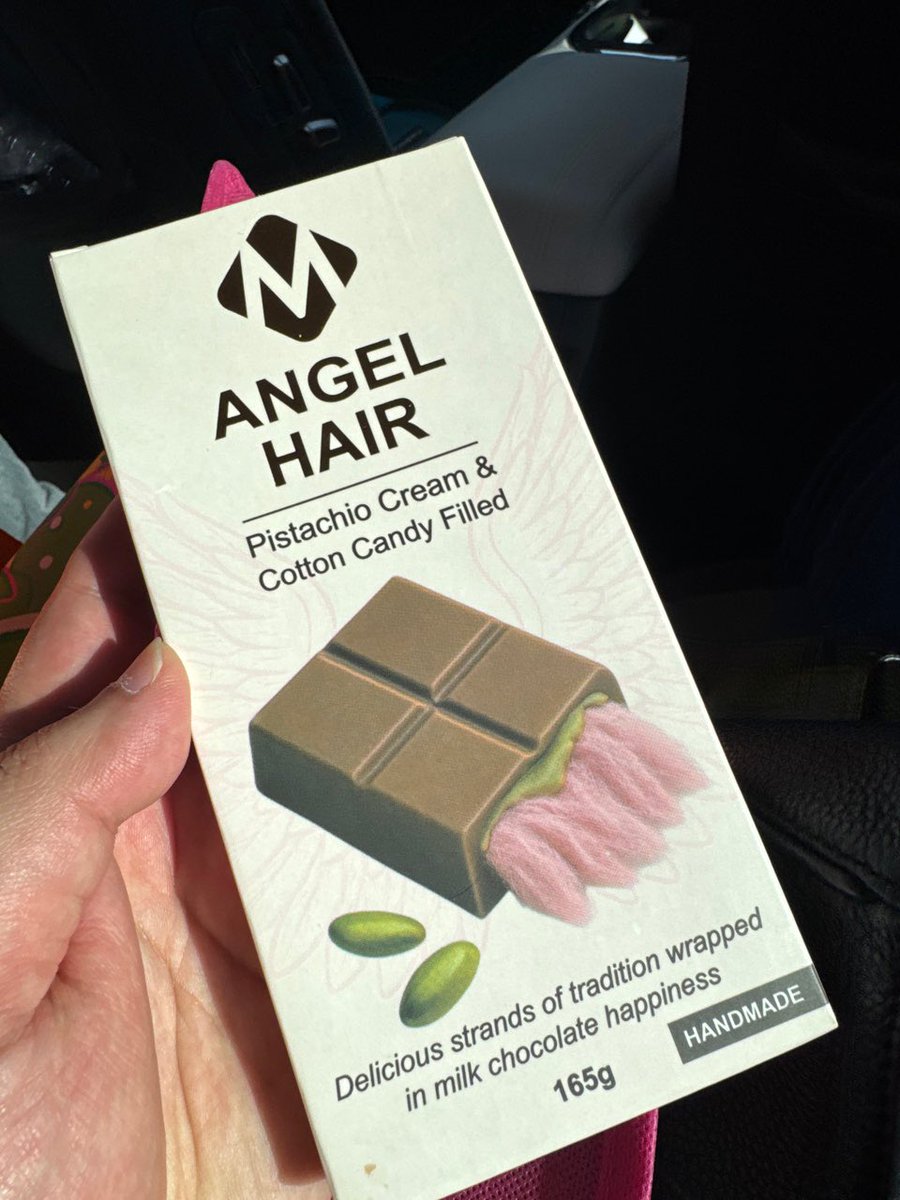 M
ANGEL
HAIR
Pistachio Cream &
Cotton Candy Filled
Delicious strands of tradition wrapped
in milk chocolate happiness
165g
HANDMADE